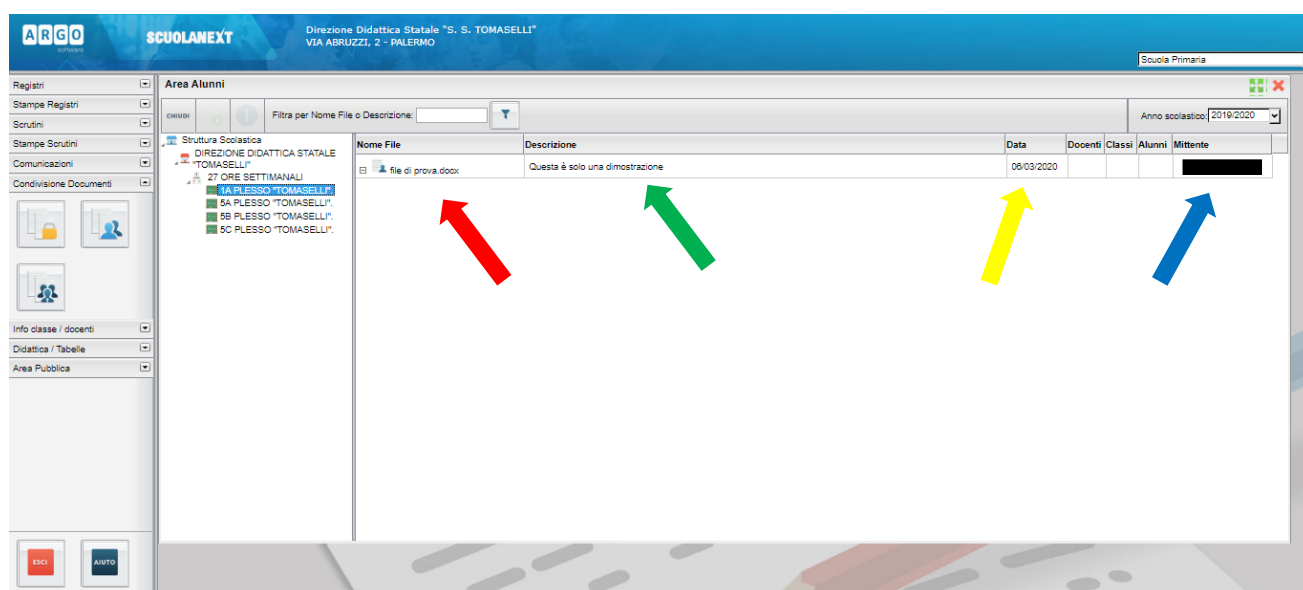 ARGO
software
SCUOLANEXT
Direzione Didattica Statale "S. S. TOMASELLI"
VIA ABRUZZI, 2 - PALERMO
Scuola Primaria
Registri
Stampe Registri
Scrutini
Stampe Scrutini
Comunicazioni
Condivisione Documenti
Info classe / docenti
Didattica / Tabelle
Area Pubblica
ESCI
AIUTO
Area Alunni
CHIUDI
Filtra per Nome File o Descrizione:
Anno scolastico: 2019/2020
Struttura Scolastica
DIREZIONE DIDATTICA STATALE
"TOMASELLI"
27 ORE SETTIMANALI
1A PLESSO "TOMASELLI".
5A PLESSO "TOMASELLI".
5B PLESSO "TOMASELLI".
5C PLESSO "TOMASELLI".
Nome File Descrizione Data Docenti Classi Alunni Mittente
file di prova.docx Questa è solo una dimostrazione 06/03/2020